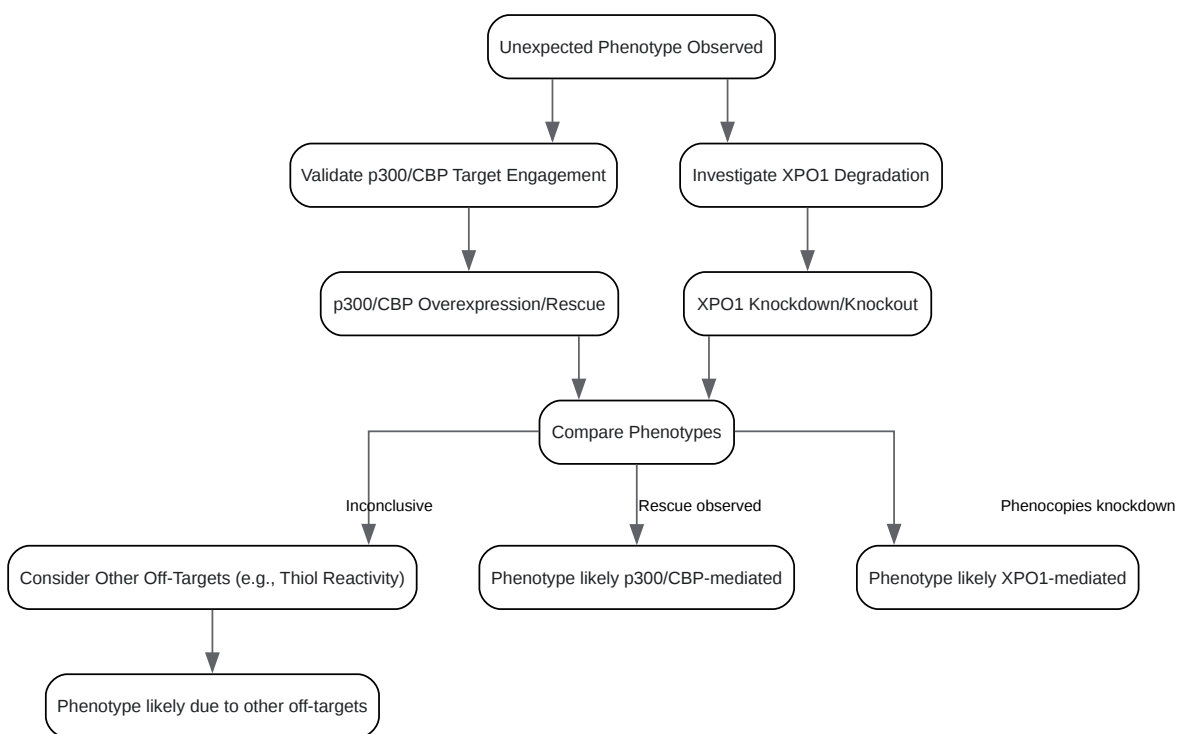 Unexpected Phenotype Observed
Validate p300/CBP Target Engagement
Investigate XPO1 Degradation
p300/CBP Overexpression/Rescue
XPO1 Knockdown/Knockout
Compare Phenotypes
Inconclusive
Rescue observed
Phenocopies knockdown
Consider Other Off-Targets (e.g., Thiol Reactivity)
Phenotype likely p300/CBP-mediated
Phenotype likely XPO1-mediated
Phenotype likely due to other off-targets